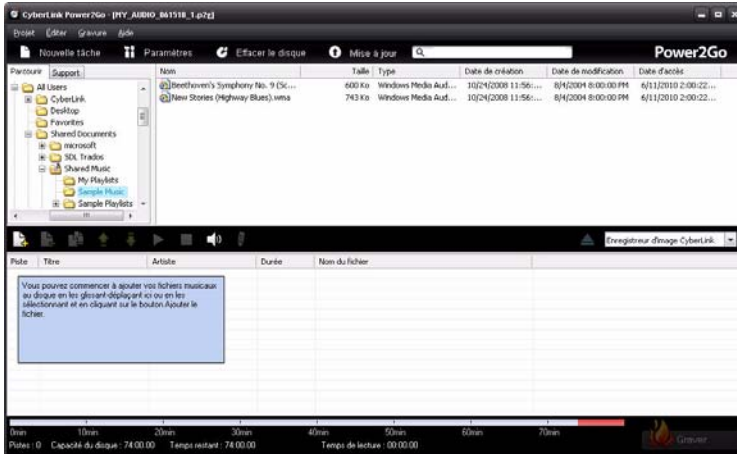 CyberLink Power2Go - [MY_AUDIO_061510_1.p2g]
Projet Éditer Gravure Aide
Nouvelle tâche Paramètres Effacer le disque Mise à jour Power2Go
Parcourir Support
Nom Taille Type Date de création Date de modification Date d'accès
All Users
CyberLink
Desktop
Favorites
Shared Documents
microsoft
SDL Trados
Shared Music
My Playlists
Sample Music
Sample Playlists
Beethoven's Symphony No. 9 (Sc... 600 Ko Windows Media Aud... 10/24/2008 11:56:... 8/4/2004 8:00:00 PM 6/11/2010 2:00:22...
New Stories (Highway Blues).wma 743 Ko Windows Media Aud... 10/24/2008 11:56:... 8/4/2004 8:00:00 PM 6/11/2010 2:00:22...
Enregistreur d'image CyberLink
Piste Titre Artiste Durée Nom du fichier
Vous pouvez commencer à ajouter vos fichiers musicaux
au disque en les glissant-déplaçant ici ou en les
sélectionnant et en cliquant sur le bouton Ajouter le
fichier.
0min 10min 20min 30min 40min 50min 60min 70min
Pistes : 0 Capacité du disque : 74:00.00 Temps restant : 74:00.00 Temps de lecture : 00:00.00
Graver